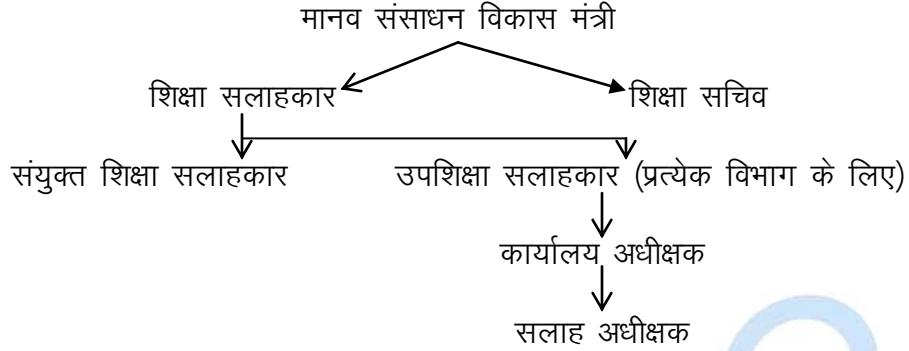 मानव संसाधन विकास मंत्री
शिक्षा सलाहकार शिक्षा सचिव
संयुक्त शिक्षा सलाहकार उपशिक्षा सलाहकार (प्रत्येक विभाग के लिए)
कार्यालय अधीक्षक
सलाह अधीक्षक